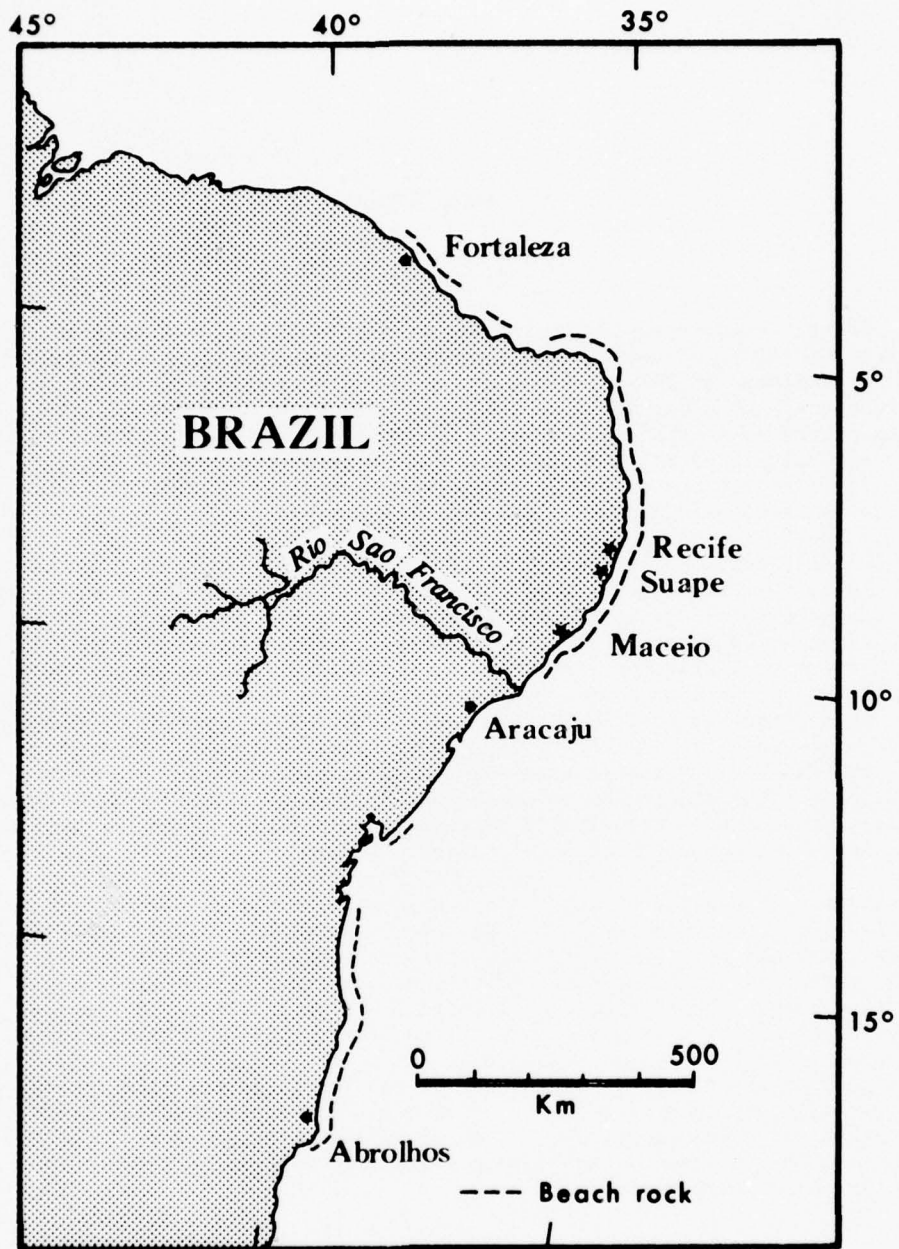 45° 40° 35°
Fortaleza
5°
BRAZIL
Rio Sao Francisco
Recife
Suape
Maceio
10°
Aracaju
15°
0 500
Km
Abrolhos
--- Beach rock